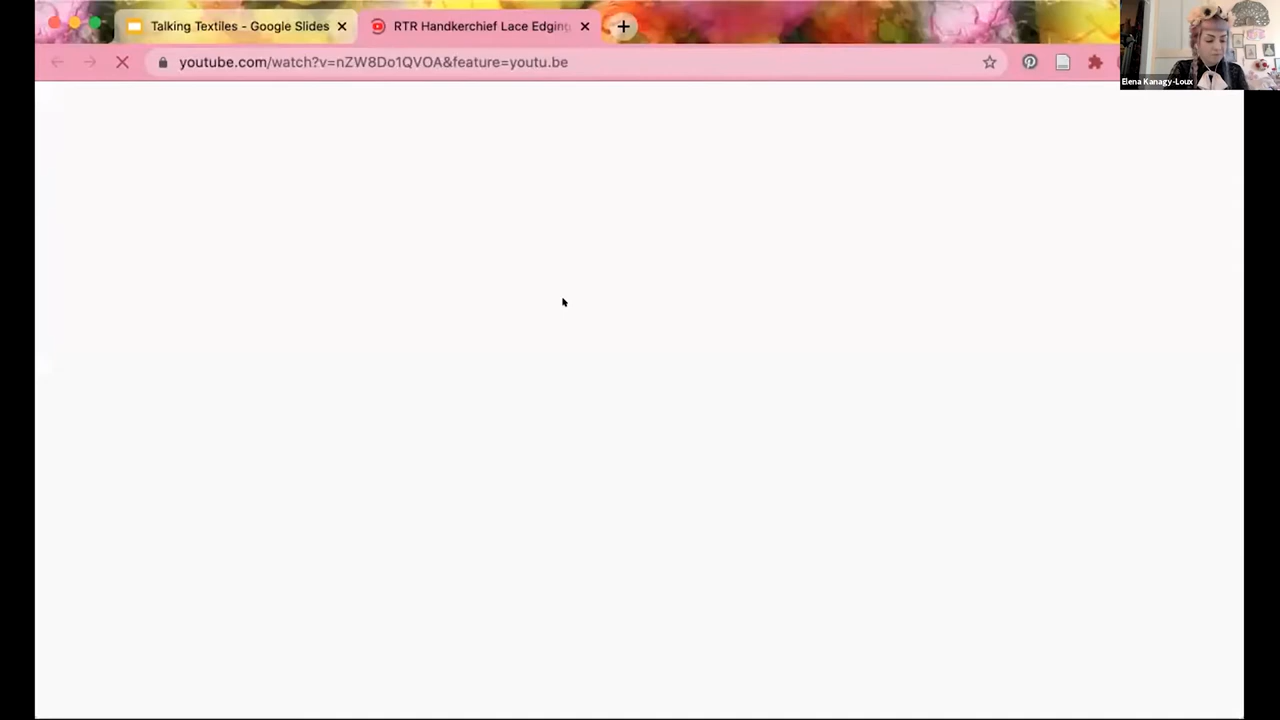 Talking Textiles - Google Slides
RTR Handkerchief Lace Edging
youtube.com/watch?v=nZW8Do1QVOA&feature=youtu.be
Elena Kanagy-Loux